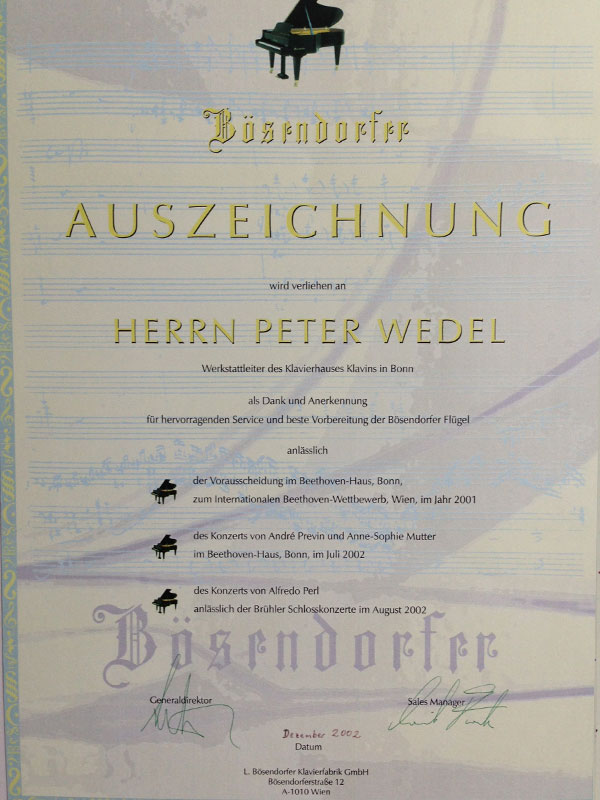 Bösendorfer
AUSZEICHNUNG
wird verliehen an
HERRN PETER WEDEL
Werkstattleiter des Klavierhauses Klavins in Bonn
als Dank und Anerkennung
für hervorragenden Service und beste Vorbereitung der Bösendorfer Flügel
anlässlich
der Vorausscheidung im Beethoven-Haus, Bonn,
zum Internationalen Beethoven-Wettbewerb, Wien, im Jahr 2001
des Konzerts von André Previn und Anne-Sophie Mutter
im Beethoven-Haus, Bonn, im Juli 2002
des Konzerts von Alfredo Perl
anlässlich der Brühler Schlosskonzerte im August 2002
Bösendorfer
Generaldirektor
Sales Manager
Dezember 2002
Datum
L. Bösendorfer Klavierfabrik GmbH
Bösendorferstraße 12
A-1010 Wien